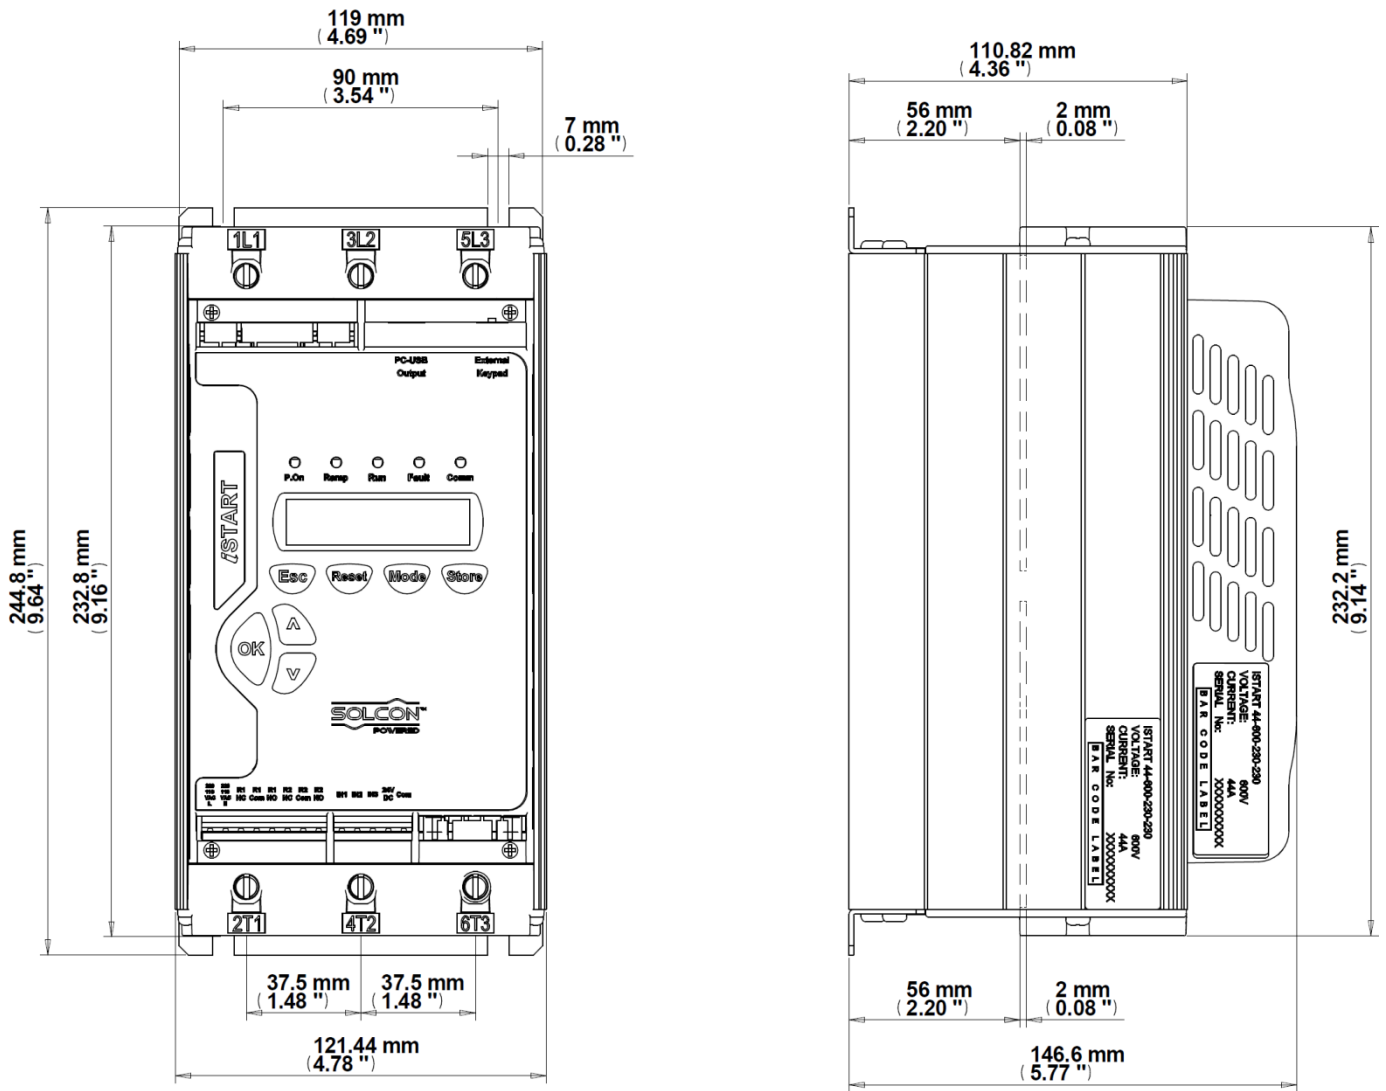 119 mm
( 4.69 " )
90 mm
( 3.54 " )
7 mm
( 0.28 " )
1L1 3L2 5L3
PC-USB
Output
External
Keypad
P.On Ramp Run Fault Comm
iSTART
Esc Reset Mode Store
OK
SOLCON™
POWERED
R1 NC
R1 Com
R1 NO
R2 NC
R2 Com
R2 NO
IN1 IN2 IN3 24V DC Com
2T1 4T2 6T3
244.8 mm
( 9.64 " )
232.8 mm
( 9.16 " )
37.5 mm
( 1.48 " )
37.5 mm
( 1.48 " )
121.44 mm
( 4.78 " )
110.82 mm
( 4.36 " )
56 mm
( 2.20 " )
2 mm
( 0.08 " )
ISTART 44-600-230-230
VOLTAGE: 600V
CURRENT: 44A
SERIAL No: XXXXXXXXXX
BAR CODE LABEL
ISTART 44-600-230-230
VOLTAGE: 600V
CURRENT: 44A
SERIAL No: XXXXXXXXXX
BAR CODE LABEL
232.2 mm
( 9.14 " )
56 mm
( 2.20 " )
2 mm
( 0.08 " )
146.6 mm
( 5.77 " )